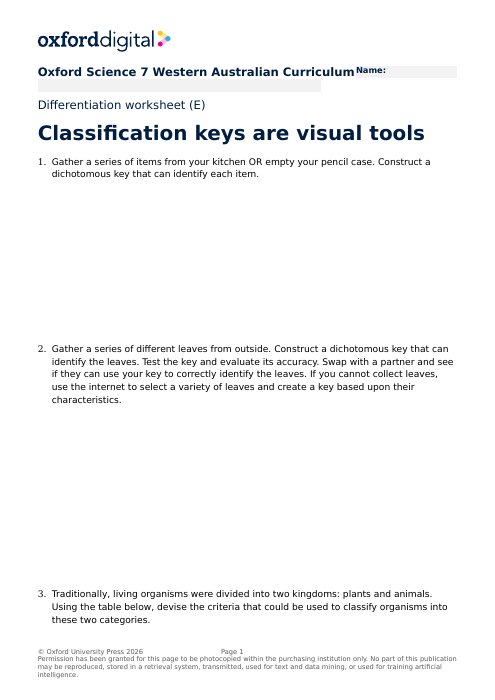 oxforddigital
Oxford Science 7 Western Australian Curriculum Name:
Differentiation worksheet (E)
Classification keys are visual tools
1. Gather a series of items from your kitchen OR empty your pencil case. Construct a
dichotomous key that can identify each item.
2. Gather a series of different leaves from outside. Construct a dichotomous key that can
identify the leaves. Test the key and evaluate its accuracy. Swap with a partner and see
if they can use your key to correctly identify the leaves. If you cannot collect leaves,
use the internet to select a variety of leaves and create a key based upon their
characteristics.
3. Traditionally, living organisms were divided into two kingdoms: plants and animals.
Using the table below, devise the criteria that could be used to classify organisms into
these two categories.
© Oxford University Press 2026 Page 1
Permission has been granted for this page to be photocopied within the purchasing institution only. No part of this publication
may be reproduced, stored in a retrieval system, transmitted, used for text and data mining, or used for training artificial
intelligence.